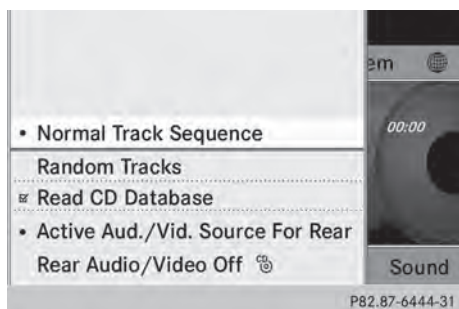 em
• Normal Track Sequence
00:00
Random Tracks
Read CD Database
• Active Aud./Vid. Source For Rear
Rear Audio/Video Off CD
Sound
P82.87-6444-31